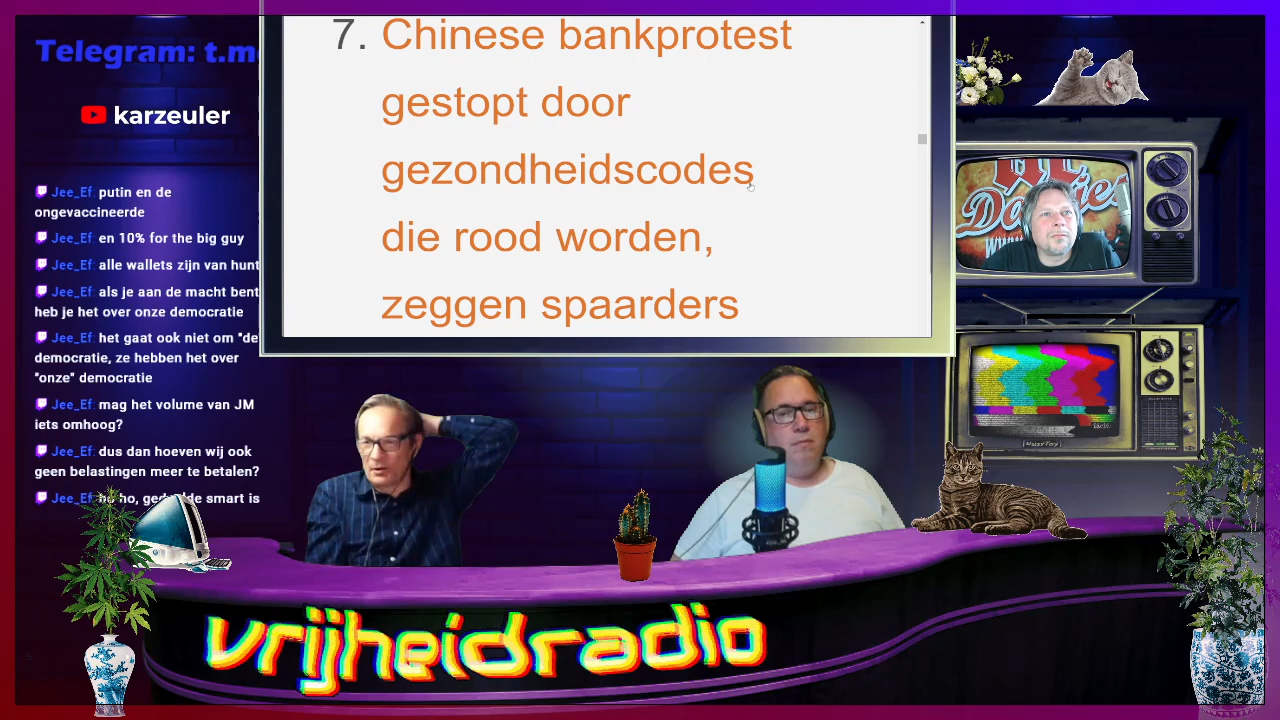 Telegram: t.m
karzeuler
Jee_Ef: putin en de
ongevaccineerde
Jee_Ef: en 10% for the big guy
Jee_Ef: alle wallets zijn van hunt
Jee_Ef: als je aan de macht bent
heb je het over onze democratie
Jee_Ef: het gaat ook niet om "de
democratie, ze hebben het over
"onze" democratie
Jee_Ef: mag het volume van JM
iets omhoog?
Jee_Ef: dus dan hoeven wij ook
geen belastingen meer te betalen?
Jee_Ef: smart is
7. Chinese bankprotest
gestopt door
gezondheidscodes
die rood worden,
zeggen spaarders
vrijheidradio